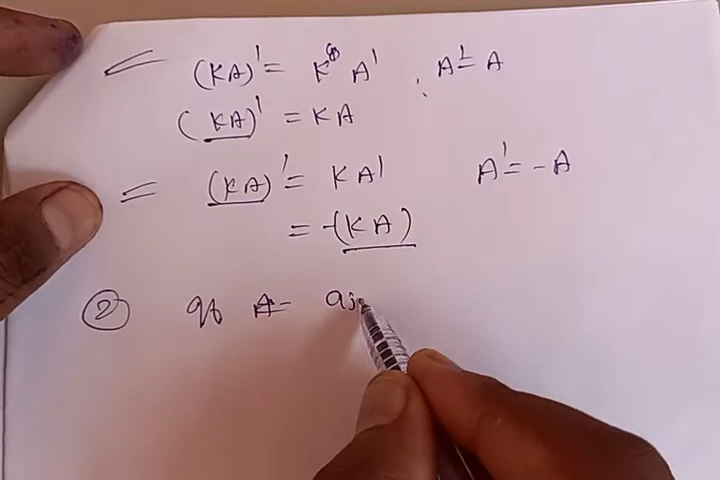 (KA)' = K A' , A' = A
(KA)' = KA
(KA)' = KA' A' = -A
= -(KA)
② If A =